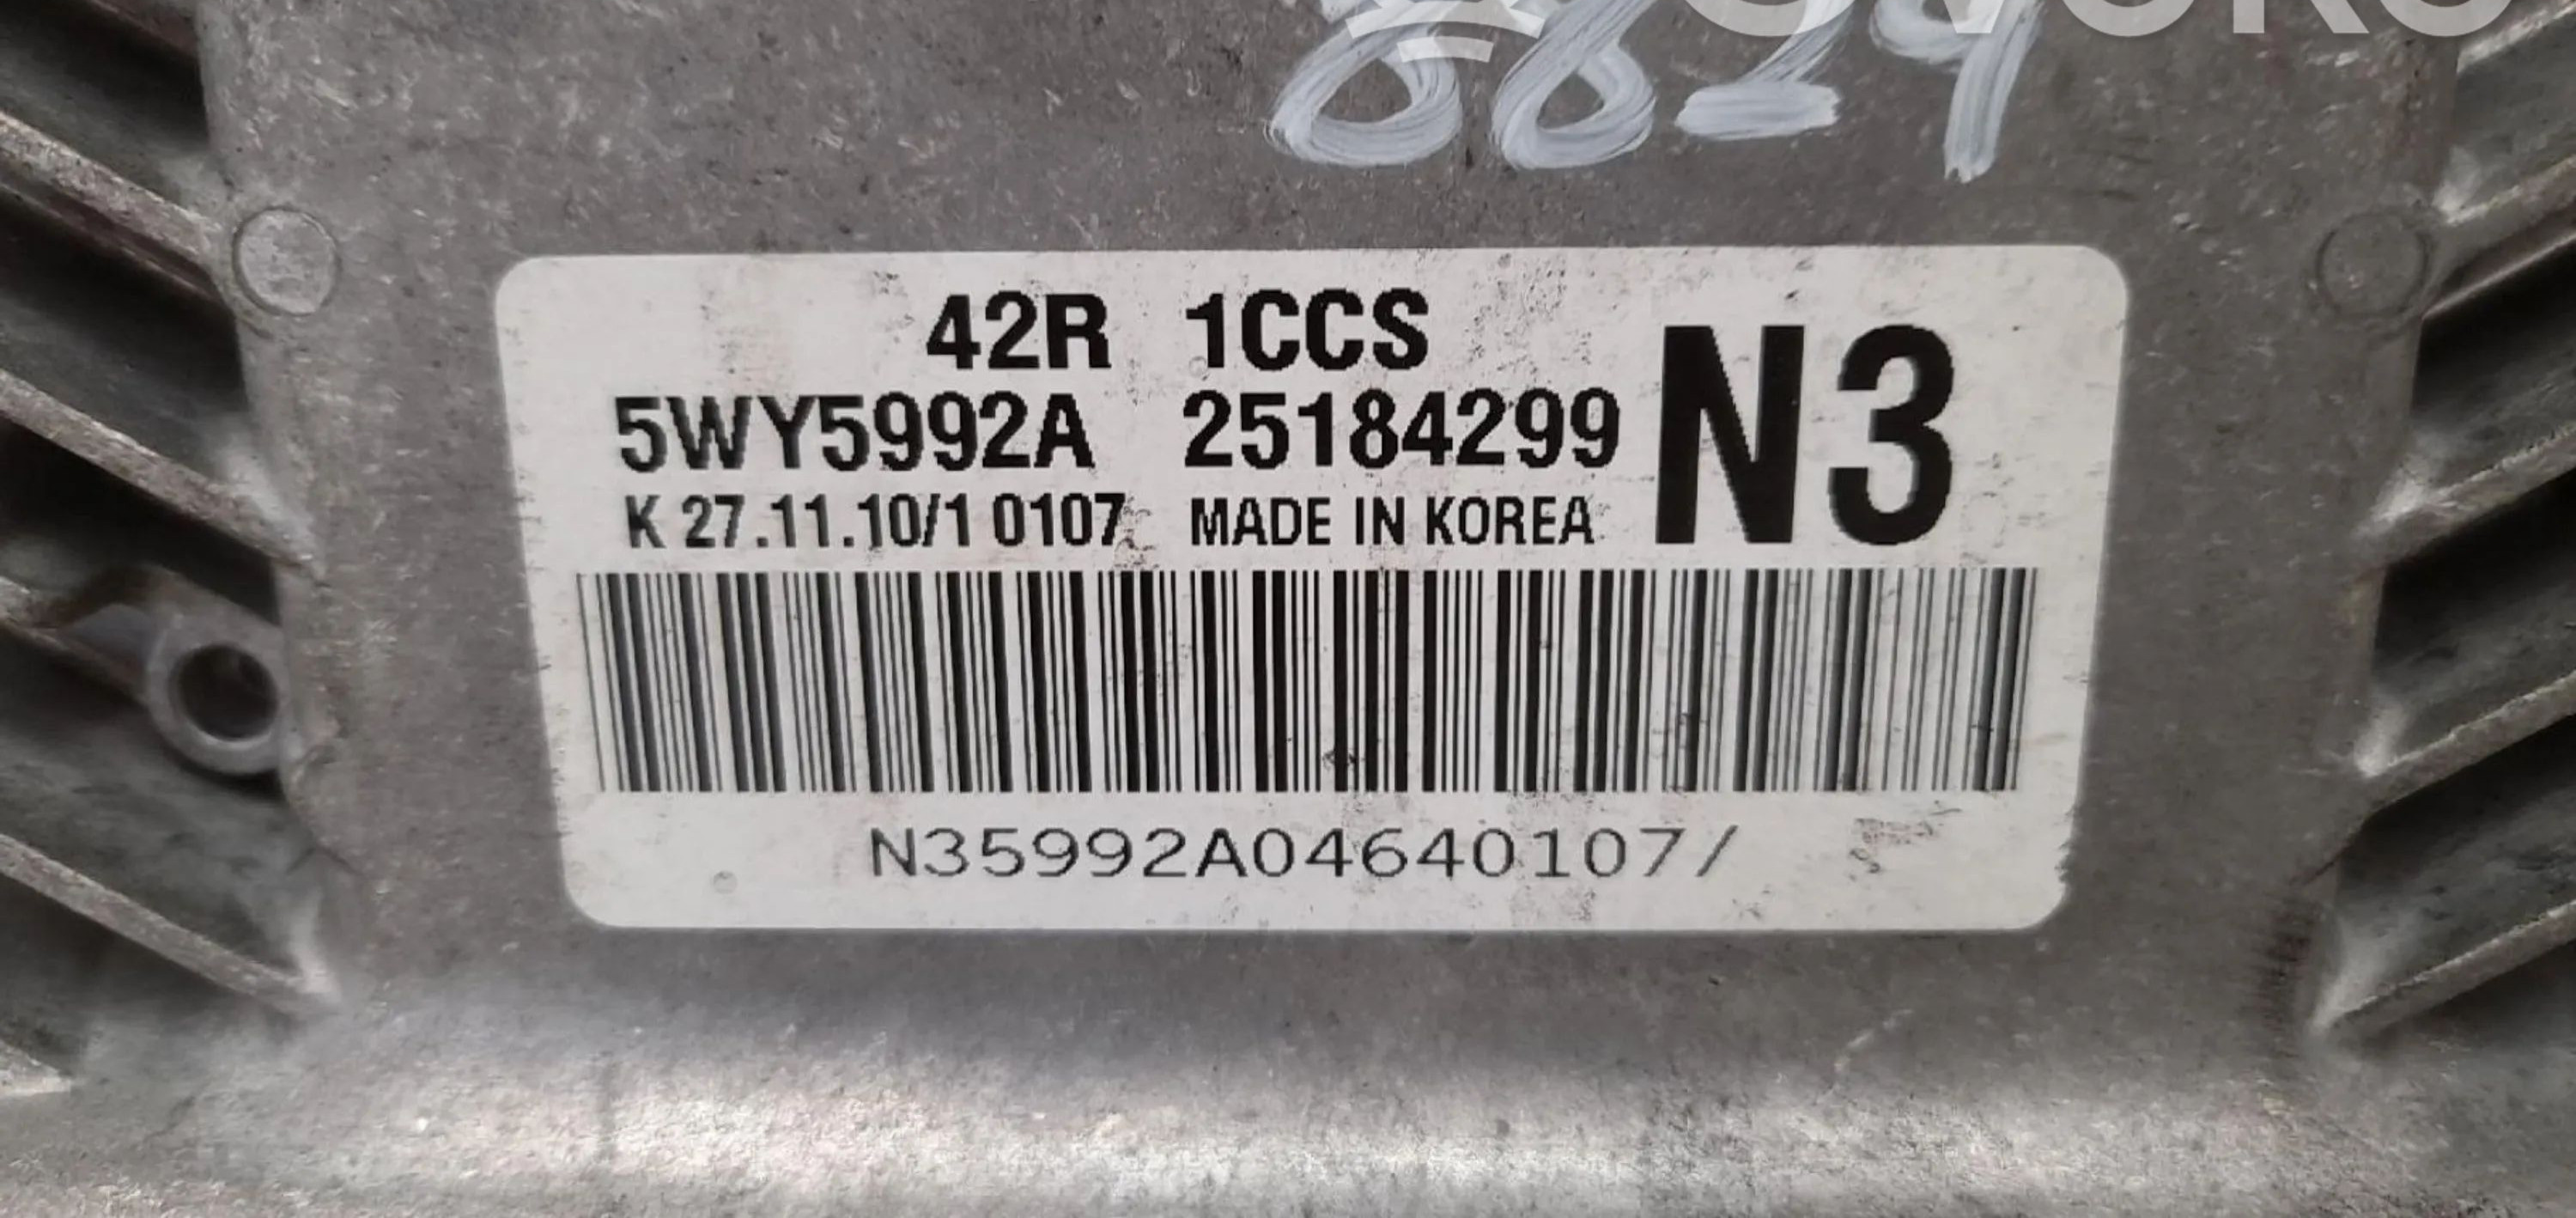 42R 1CCS
5WY5992A 25184299 N3
K 27.11.10/1 0107 MADE IN KOREA
N35992A04640107/